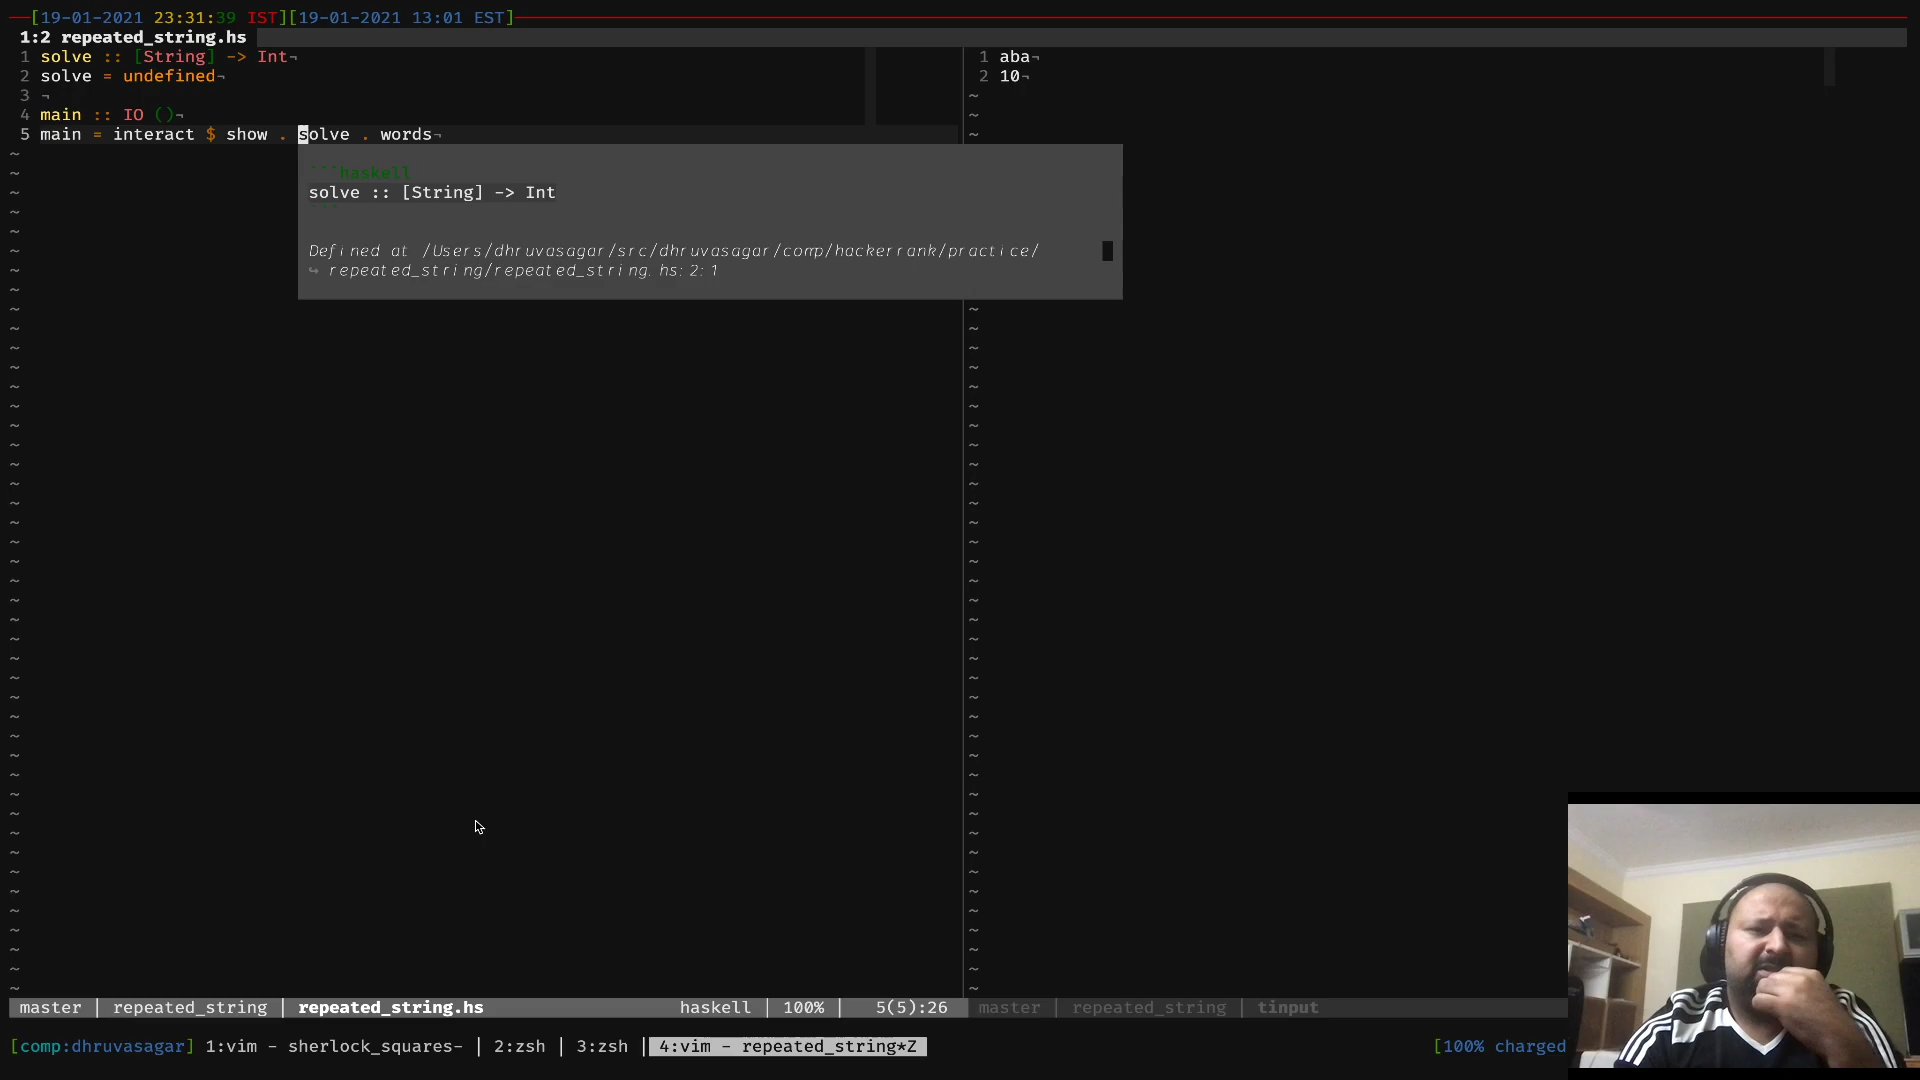 [19-01-2021 23:31:39 IST][19-01-2021 13:01 EST]
1:2 repeated_string.hs
1 solve :: [String] -> Int¬
2 solve = undefined¬
3 ¬
4 main :: IO ()¬
5 main = interact $ show . solve . words¬
```haskell
solve :: [String] -> Int
Defined at /Users/dhruvasagar/src/dhruvasagar/comp/hackerrank/practice/
↪ repeated_string/repeated_string.hs:2:1
1 aba¬
2 10¬
master | repeated_string | repeated_string.hs haskell | 100% | 5(5):26
master | repeated_string | tinput
[comp:dhruvasagar] 1:vim - sherlock_squares- | 2:zsh | 3:zsh | 4:vim - repeated_string*Z [100% charged